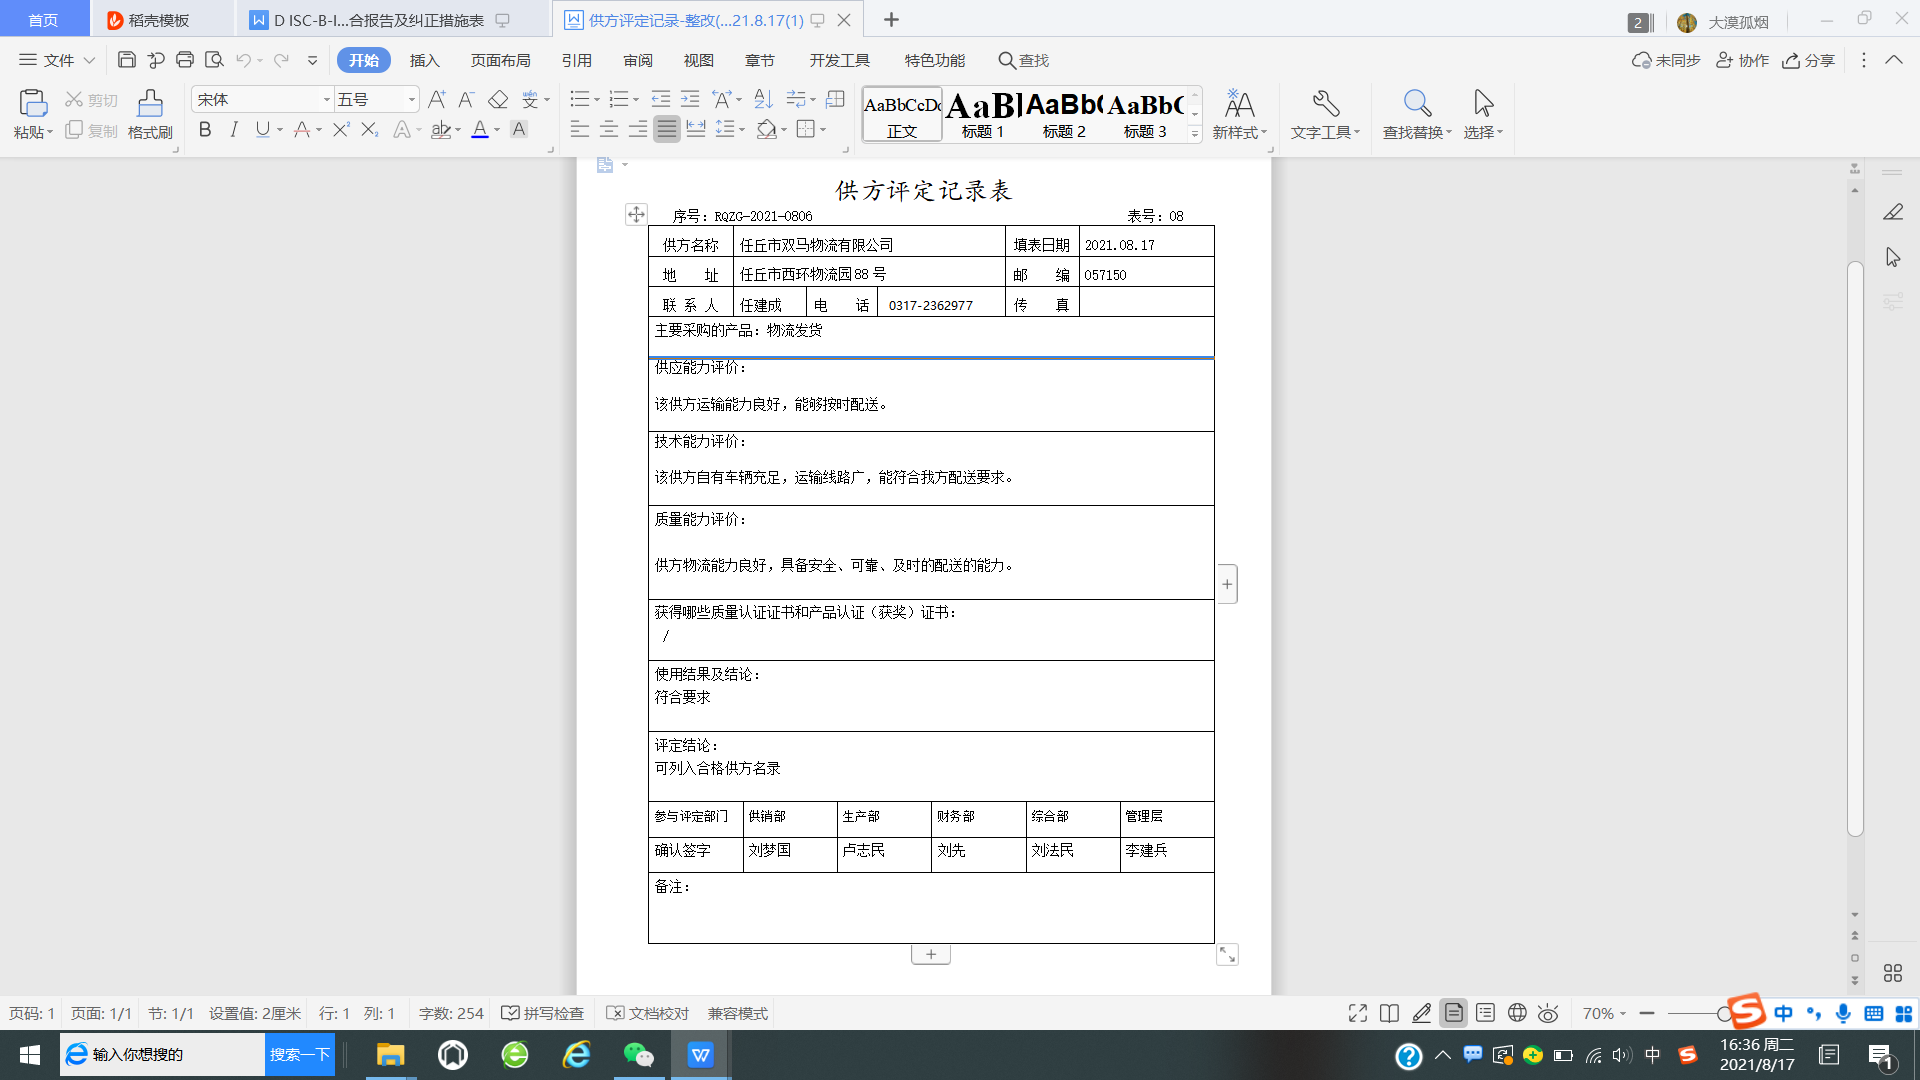 首页
稻壳模板
D ISC-B-I...合报告及纠正措施表
供方评定记录-整改(...21.8.17(1)
2
大漠孤烟
文件
开始
插入
页面布局
引用
审阅
视图
章节
开发工具
特色功能
查找
未同步
协作
分享
粘贴
剪切
复制
格式刷
宋体
五号
AaBbCcDd
正文
标题 1
标题 2
标题 3
新样式
文字工具
查找替换
选择
供方评定记录表
序号：RQZG-2021-0806
表号：08
供方名称 任丘市双马物流有限公司 填表日期 2021.08.17
地 址 任丘市西环物流园88号 邮 编 057150
联 系 人 任建成 电 话 0317-2362977 传 真
主要采购的产品：物流发货
供应能力评价：
该供方运输能力良好，能够按时配送。
技术能力评价：
该供方自有车辆充足，运输线路广，能符合我方配送要求。
质量能力评价：
供方物流能力良好，具备安全、可靠、及时的配送的能力。
获得哪些质量认证证书和产品认证（获奖）证书：
/
使用结果及结论：
符合要求
评定结论：
可列入合格供方名录
参与评定部门 供销部 生产部 财务部 综合部 管理层
确认签字 刘梦国 卢志民 刘先 刘法民 李建兵
备注：
页码: 1 页面: 1/1 节: 1/1 设置值: 2厘米 行: 1 列: 1 字数: 254 拼写检查 文档校对 兼容模式
70%
中
输入你想搜的
搜索一下
中
16:36 周二
2021/8/17
1